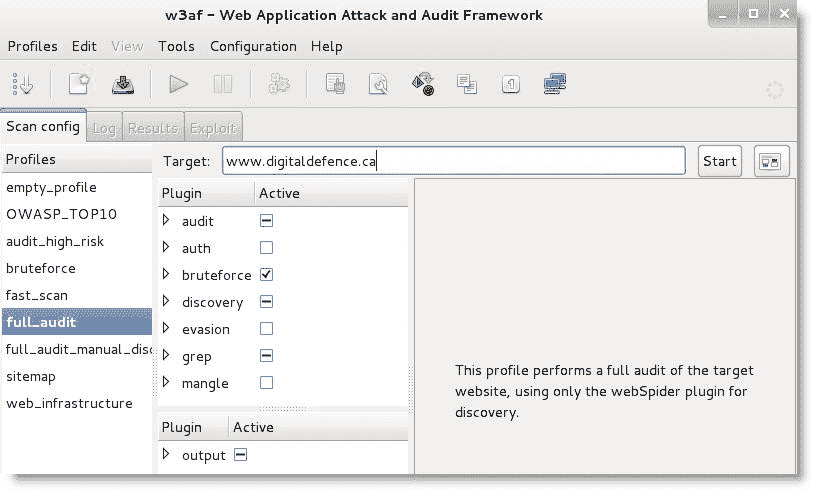 w3af - Web Application Attack and Audit Framework
Profiles Edit View Tools Configuration Help
1
Scan config Log Results Exploit
Profiles
empty_profile
OWASP_TOP10
audit_high_risk
bruteforce
fast_scan
full_audit
full_audit_manual_disc
sitemap
web_infrastructure
Target: www.digitaldefence.ca Start
Plugin Active
audit
auth
bruteforce
discovery
evasion
grep
mangle
Plugin Active
output
This profile performs a full audit of the target
website, using only the webSpider plugin for
discovery.